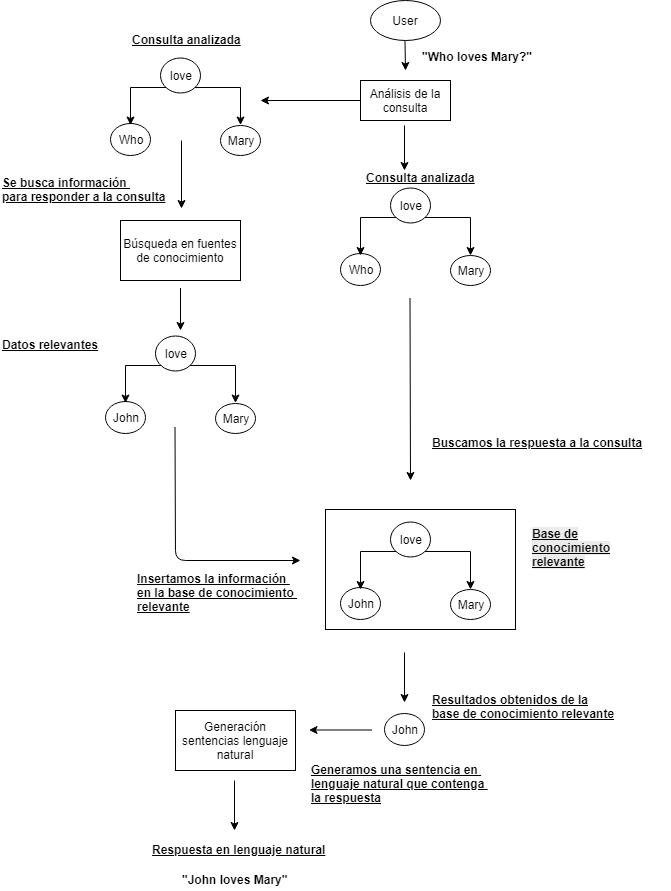 User
"Who loves Mary?"
Análisis de la
consulta
Consulta analizada
love
Who
Mary
Consulta analizada
love
Who
Mary
Se busca información
para responder a la consulta
Búsqueda en fuentes
de conocimiento
Datos relevantes
love
John
Mary
Buscamos la respuesta a la consulta
Insertamos la información
en la base de conocimiento
relevante
love
John
Mary
Base de
conocimiento
relevante
Resultados obtenidos de la
base de conocimiento relevante
John
Generamos una sentencia en
lenguaje natural que contenga
la respuesta
Generación
sentencias lenguaje
natural
Respuesta en lenguaje natural
"John loves Mary"